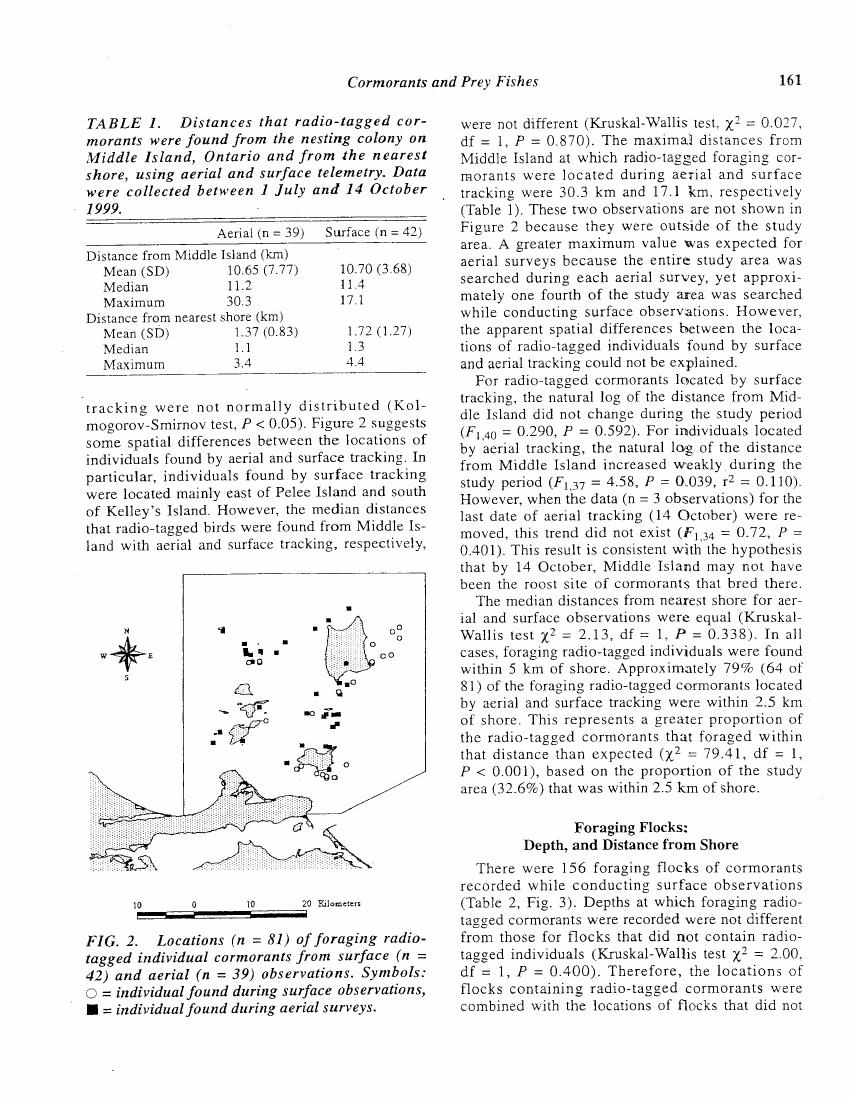 Cormorants and Prey Fishes 161
TABLE 1. Distances that radio-tagged cor-
morants were found from the nesting colony on
Middle Island, Ontario and from the nearest
shore, using aerial and surface telemetry. Data
were collected between 1 July and 14 October
1999.
Aerial (n = 39) Surface (n = 42)
Distance from Middle Island (km)
Mean (SD) 10.65 (7.77) 10.70 (3.68)
Median 11.2 11.4
Maximum 30.3 17.1
Distance from nearest shore (km)
Mean (SD) 1.37 (0.83) 1.72 (1.27)
Median 1.1 1.3
Maximum 3.4 4.4
tracking were not normally distributed (Kol-
mogorov-Smirnov test, P < 0.05). Figure 2 suggests
some spatial differences between the locations of
individuals found by aerial and surface tracking. In
particular, individuals found by surface tracking
were located mainly east of Pelee Island and south
of Kelley's Island. However, the median distances
that radio-tagged birds were found from Middle Is-
land with aerial and surface tracking, respectively,
N
W E
S
10 0 10 20 Kilometers
FIG. 2. Locations (n = 81) of foraging radio-
tagged individual cormorants from surface (n =
42) and aerial (n = 39) observations. Symbols:
○ = individual found during surface observations,
■ = individual found during aerial surveys.
were not different (Kruskal-Wallis test, χ² = 0.027,
df = 1, P = 0.870). The maximal distances from
Middle Island at which radio-tagged foraging cor-
morants were located during aerial and surface
tracking were 30.3 km and 17.1 km, respectively
(Table 1). These two observations are not shown in
Figure 2 because they were outside of the study
area. A greater maximum value was expected for
aerial surveys because the entire study area was
searched during each aerial survey, yet approxi-
mately one fourth of the study area was searched
while conducting surface observations. However,
the apparent spatial differences between the loca-
tions of radio-tagged individuals found by surface
and aerial tracking could not be explained.
For radio-tagged cormorants located by surface
tracking, the natural log of the distance from Mid-
dle Island did not change during the study period
(F1,40 = 0.290, P = 0.592). For individuals located
by aerial tracking, the natural log of the distance
from Middle Island increased weakly during the
study period (F1,37 = 4.58, P = 0.039, r² = 0.110).
However, when the data (n = 3 observations) for the
last date of aerial tracking (14 October) were re-
moved, this trend did not exist (F1,34 = 0.72, P =
0.401). This result is consistent with the hypothesis
that by 14 October, Middle Island may not have
been the roost site of cormorants that bred there.
The median distances from nearest shore for aer-
ial and surface observations were equal (Kruskal-
Wallis test χ² = 2.13, df = 1, P = 0.338). In all
cases, foraging radio-tagged individuals were found
within 5 km of shore. Approximately 79% (64 of
81) of the foraging radio-tagged cormorants located
by aerial and surface tracking were within 2.5 km
of shore. This represents a greater proportion of
the radio-tagged cormorants that foraged within
that distance than expected (χ² = 79.41, df = 1,
P < 0.001), based on the proportion of the study
area (32.6%) that was within 2.5 km of shore.
Foraging Flocks:
Depth, and Distance from Shore
There were 156 foraging flocks of cormorants
recorded while conducting surface observations
(Table 2, Fig. 3). Depths at which foraging radio-
tagged cormorants were recorded were not different
from those for flocks that did not contain radio-
tagged individuals (Kruskal-Wallis test χ² = 2.00,
df = 1, P = 0.400). Therefore, the locations of
flocks containing radio-tagged cormorants were
combined with the locations of flocks that did not